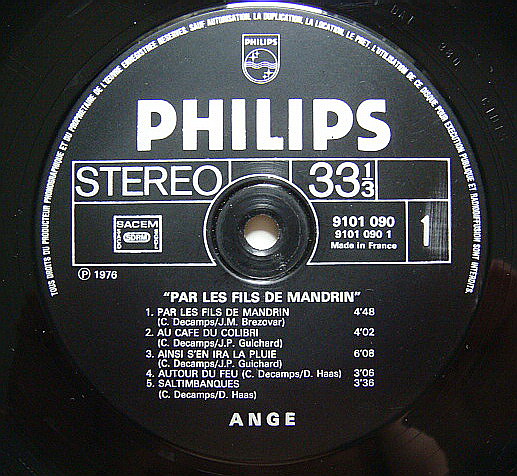 TOUS DROITS DU PRODUCTEUR PHONOGRAPHIQUE ET DU PROPRIETAIRE DE L'ŒUVRE ENREGISTREE RESERVES. SAUF AUTORISATION, LA DUPLICATION, LA LOCATION, LE PRET, L'UTILISATION DE CE DISQUE POUR EXECUTION PUBLIQUE ET RADIODIFFUSION SONT INTERDITS.
PHILIPS
PHILIPS
STEREO 33 1/3
SACEM
9101 090
9101 090 1
Made in France
1
Ⓟ 1976
"PAR LES FILS DE MANDRIN"
1. PAR LES FILS DE MANDRIN 4'48
(C. Decamps/J.M. Brezovar)
2. AU CAFE DU COLIBRI 4'02
(C. Decamps/J.P. Guichard)
3. AINSI S'EN IRA LA PLUIE 6'08
(C. Decamps/J.P. Guichard)
4. AUTOUR DU FEU (C. Decamps/D. Haas) 3'06
5. SALTIMBANQUES 3'36
(C. Decamps/D. Haas)
ANGE